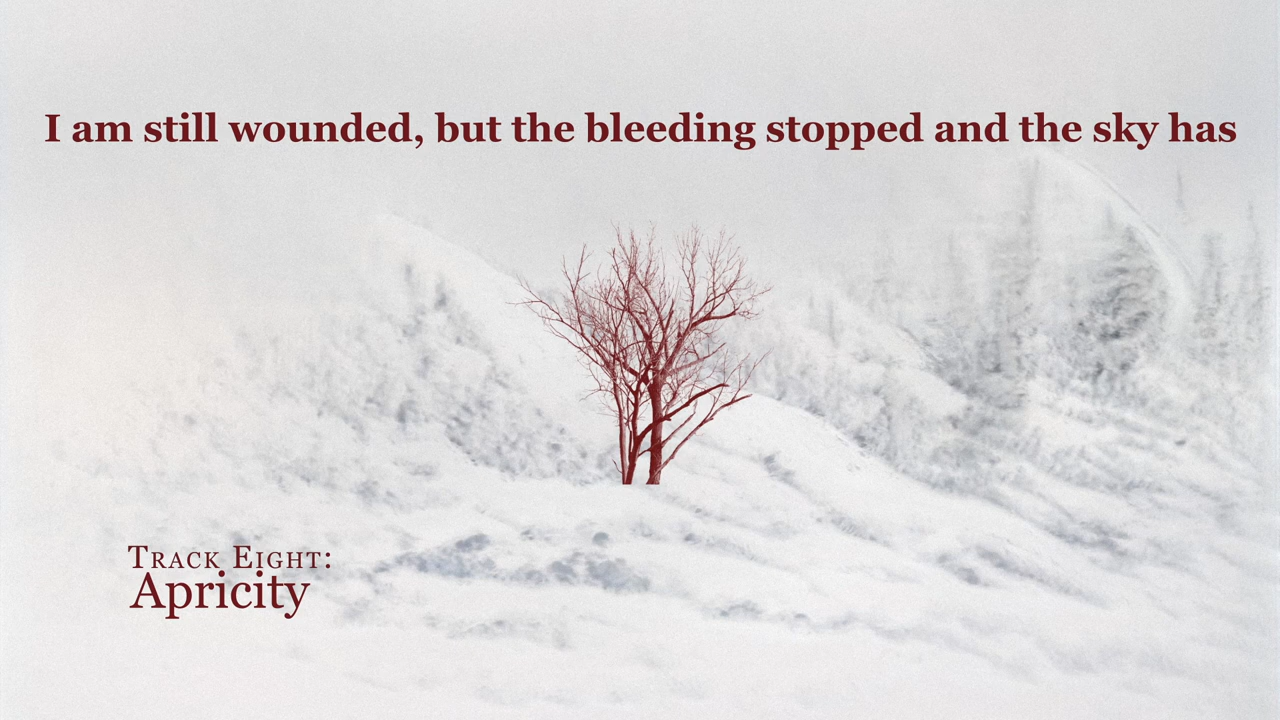 I am still wounded, but the bleeding stopped and the sky has
Track Eight:
Apricity